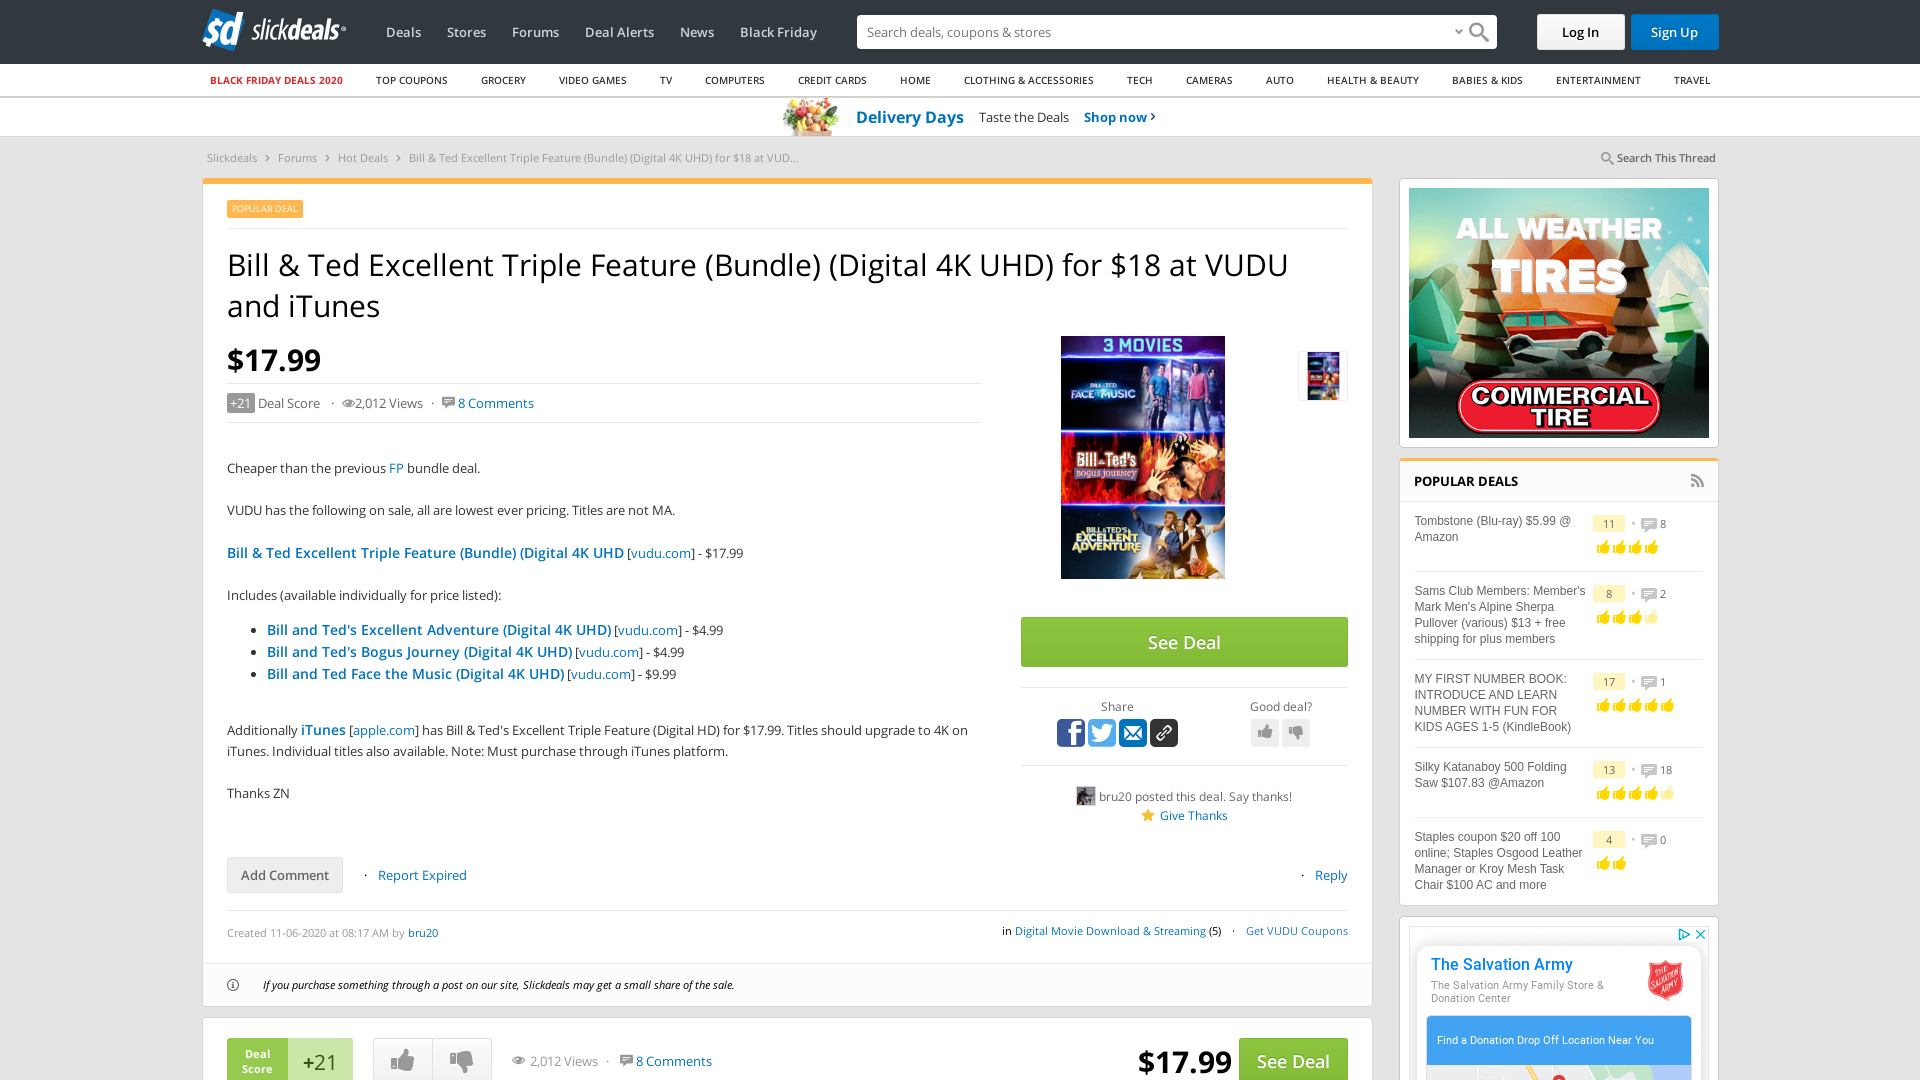 slickdeals
Deals
Stores
Forums
Deal Alerts
News
Black Friday
Search deals, coupons & stores
Log In
Sign Up
BLACK FRIDAY DEALS 2020
TOP COUPONS
GROCERY
VIDEO GAMES
TV
COMPUTERS
CREDIT CARDS
HOME
CLOTHING & ACCESSORIES
TECH
CAMERAS
AUTO
HEALTH & BEAUTY
BABIES & KIDS
ENTERTAINMENT
TRAVEL
Delivery Days Taste the Deals Shop now
Slickdeals > Forums > Hot Deals > Bill & Ted Excellent Triple Feature (Bundle) (Digital 4K UHD) for $18 at VUD...
Search This Thread
POPULAR DEAL
Bill & Ted Excellent Triple Feature (Bundle) (Digital 4K UHD) for $18 at VUDU
and iTunes
$17.99
+21 Deal Score · 2,012 Views · 8 Comments
Cheaper than the previous FP bundle deal.
VUDU has the following on sale, all are lowest ever pricing. Titles are not MA.
Bill & Ted Excellent Triple Feature (Bundle) (Digital 4K UHD [vudu.com] - $17.99
Includes (available individually for price listed):
• Bill and Ted's Excellent Adventure (Digital 4K UHD) [vudu.com] - $4.99
• Bill and Ted's Bogus Journey (Digital 4K UHD) [vudu.com] - $4.99
• Bill and Ted Face the Music (Digital 4K UHD) [vudu.com] - $9.99
Additionally iTunes [apple.com] has Bill & Ted's Excellent Triple Feature (Digital HD) for $17.99. Titles should upgrade to 4K on
iTunes. Individual titles also available. Note: Must purchase through iTunes platform.
Thanks ZN
3 MOVIES
BILL & TED
FACE THE MUSIC
Bill & Ted's
BOGUS JOURNEY
BILL & TED'S
EXCELLENT
ADVENTURE
See Deal
Share
Good deal?
bru20 posted this deal. Say thanks!
Give Thanks
Add Comment
· Report Expired
· Reply
Created 11-06-2020 at 08:17 AM by bru20
in Digital Movie Download & Streaming (5) · Get VUDU Coupons
If you purchase something through a post on our site, Slickdeals may get a small share of the sale.
Deal
Score
+21
2,012 Views · 8 Comments
$17.99
See Deal
ALL WEATHER
TIRES
COMMERCIAL
TIRE
POPULAR DEALS
Tombstone (Blu-ray) $5.99 @
Amazon
11 • 8
Sams Club Members: Member's
Mark Men's Alpine Sherpa
Pullover (various) $13 + free
shipping for plus members
8 • 2
MY FIRST NUMBER BOOK:
INTRODUCE AND LEARN
NUMBER WITH FUN FOR
KIDS AGES 1-5 (KindleBook)
17 • 1
Silky Katanaboy 500 Folding
Saw $107.83 @Amazon
13 • 18
Staples coupon $20 off 100
online; Staples Osgood Leather
Manager or Kroy Mesh Task
Chair $100 AC and more
4 • 0
The Salvation Army
The Salvation Army Family Store &
Donation Center
THE
SALVATION
ARMY
Find a Donation Drop Off Location Near You